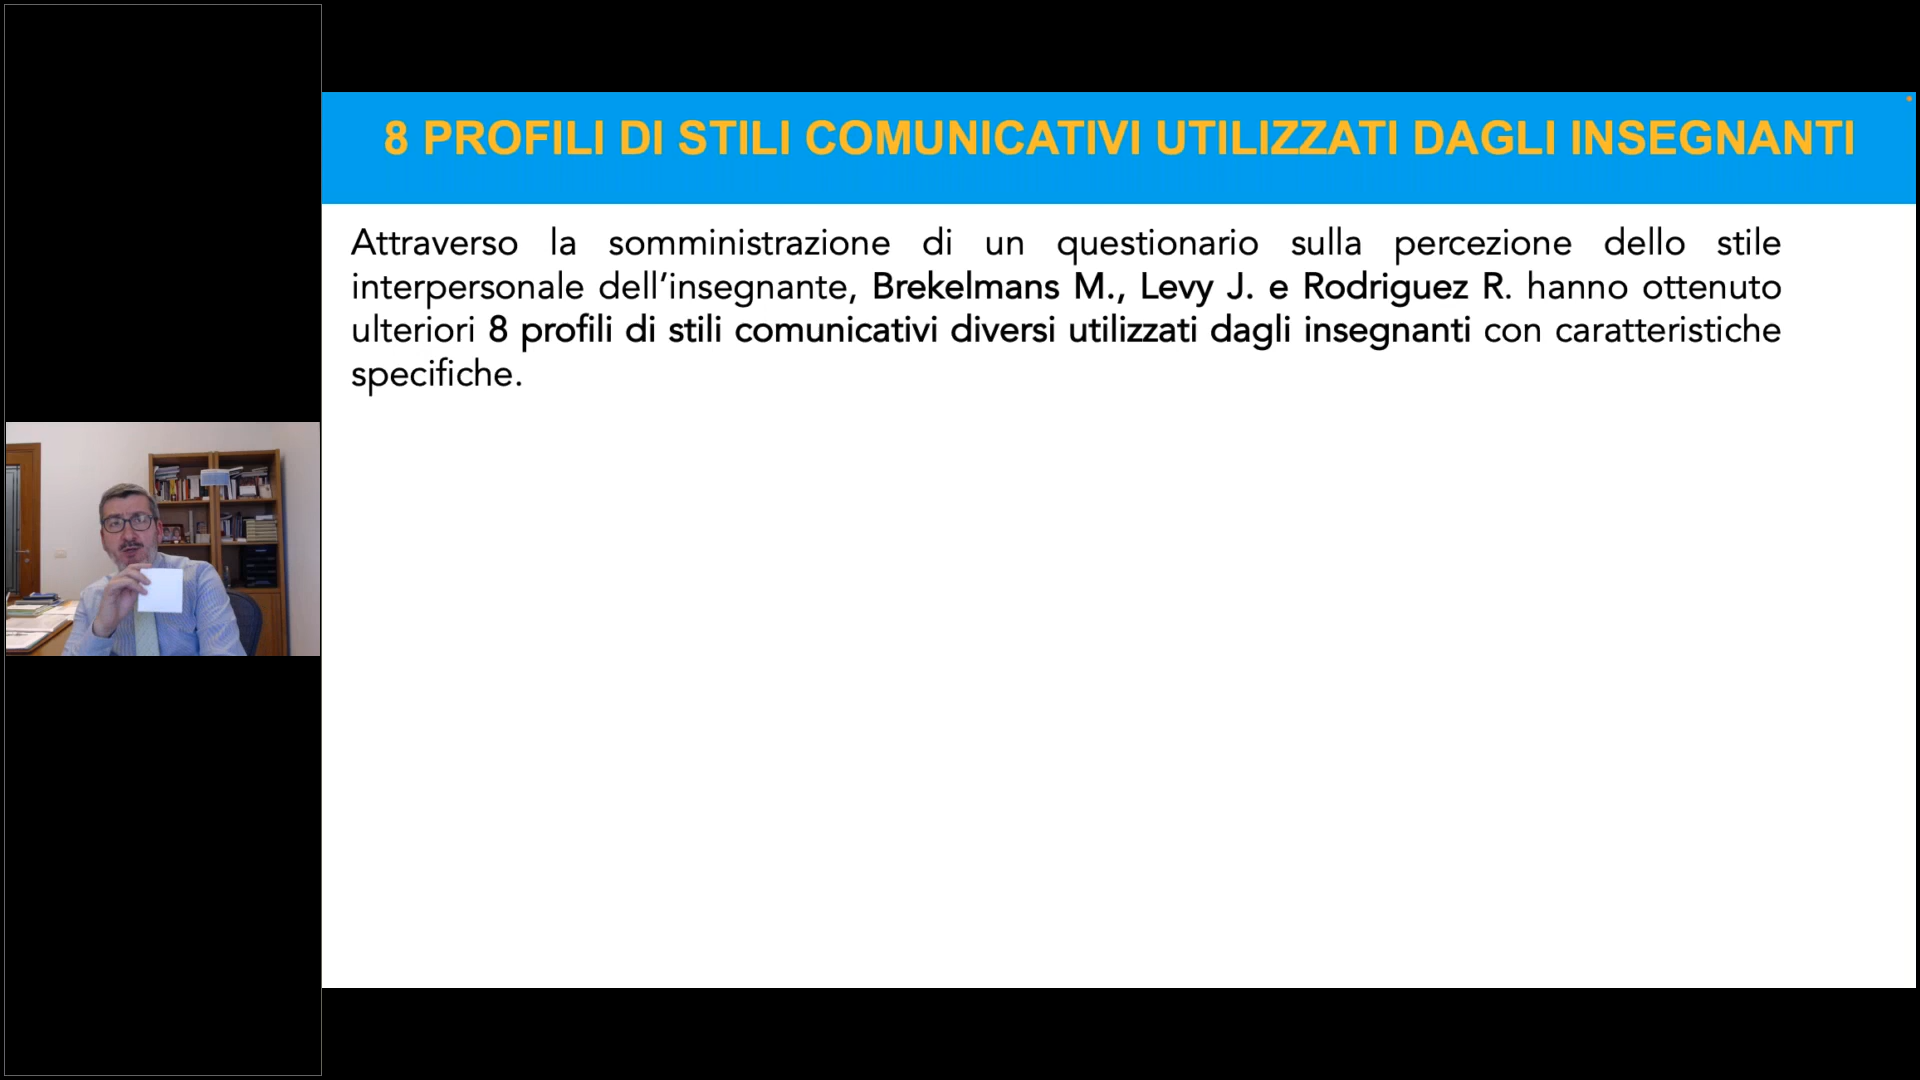 8 PROFILI DI STILI COMUNICATIVI UTILIZZATI DAGLI INSEGNANTI
Attraverso la somministrazione di un questionario sulla percezione dello stile
interpersonale dell’insegnante, Brekelmans M., Levy J. e Rodriguez R. hanno ottenuto
ulteriori 8 profili di stili comunicativi diversi utilizzati dagli insegnanti con caratteristiche
specifiche.